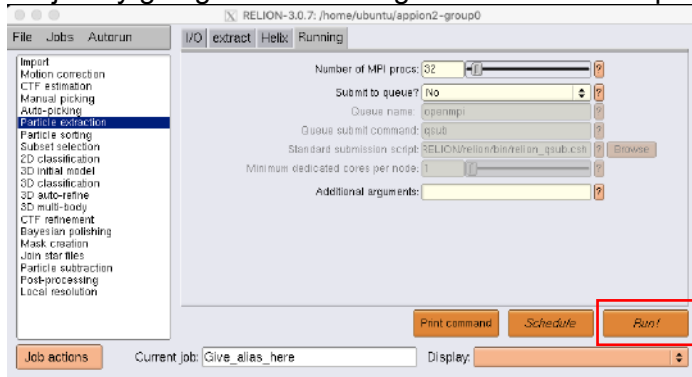 RELION-3.0.7: /home/ubuntu/appion2-group0
File Jobs Autorun
I/O extract Helix Running
Import
Motion correction
CTF estimation
Manual picking
Auto-picking
Particle extraction
Particle sorting
Subset selection
2D classification
3D initial model
3D classification
3D auto-refine
3D multi-body
CTF refinement
Bayesian polishing
Mask creation
Join star files
Particle subtraction
Post-processing
Local resolution
Number of MPI procs: 32 ?
Submit to queue? No ?
Queue name: openmpi ?
Queue submit command: qsub ?
Standard submission script: RELION/relion/bin/relion_qsub.csh ? Browse
Minimum dedicated cores per node: 1 ?
Additional arguments: ?
Print command Schedule Run!
Job actions Current job: Give_alias_here Display: